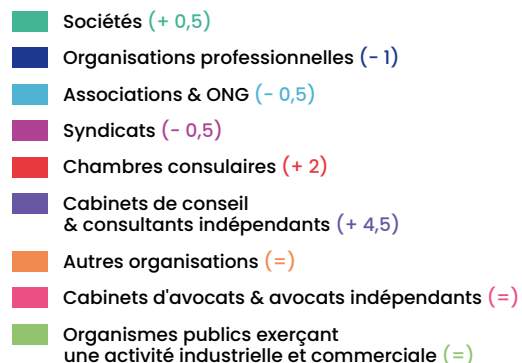 Sociétés (+ 0,5)
Organisations professionnelles (- 1)
Associations & ONG (- 0,5)
Syndicats (- 0,5)
Chambres consulaires (+ 2)
Cabinets de conseil
& consultants indépendants (+ 4,5)
Autres organisations (=)
Cabinets d'avocats & avocats indépendants (=)
Organismes publics exerçant
une activité industrielle et commerciale (=)